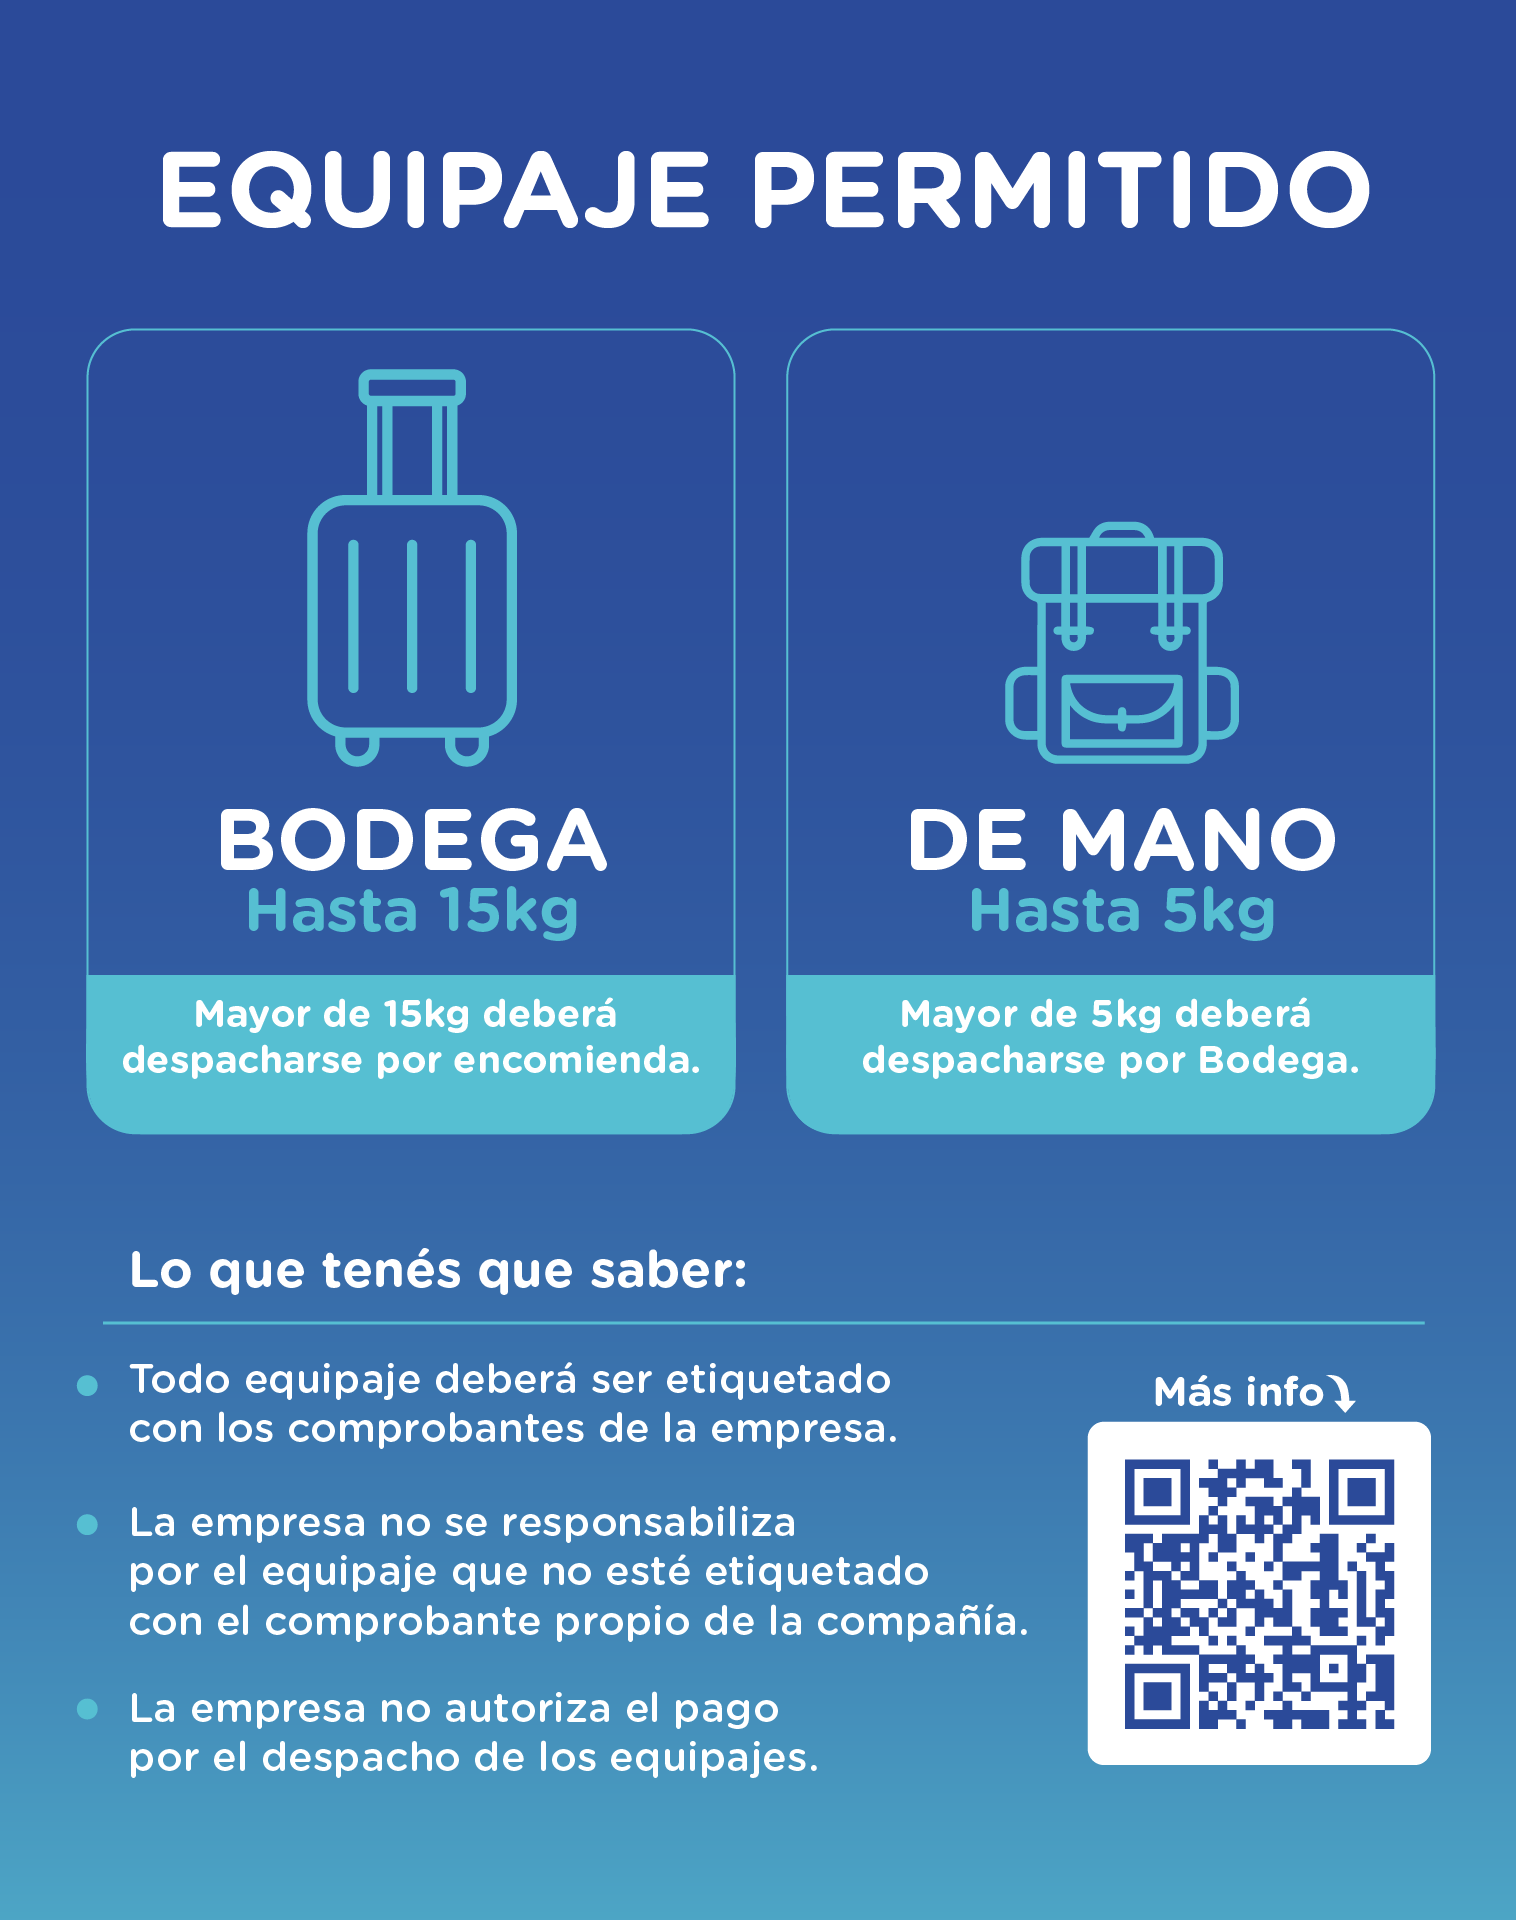 EQUIPAJE PERMITIDO
BODEGA
Hasta 15kg
Mayor de 15kg deberá
despacharse por encomienda.
DE MANO
Hasta 5kg
Mayor de 5kg deberá
despacharse por Bodega.
Lo que tenés que saber:
Todo equipaje deberá ser etiquetado
con los comprobantes de la empresa.
La empresa no se responsabiliza
por el equipaje que no esté etiquetado
con el comprobante propio de la compañía.
La empresa no autoriza el pago
por el despacho de los equipajes.
Más info